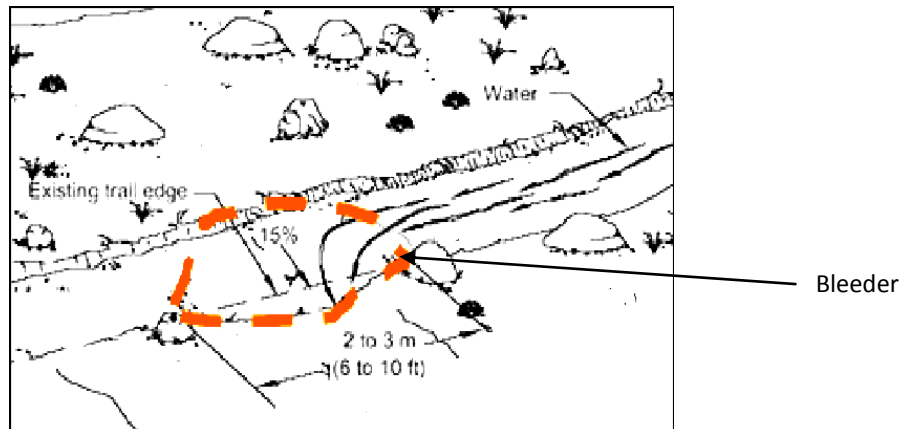 Water
Existing trail edge
15%
Bleeder
2 to 3 m
(6 to 10 ft)